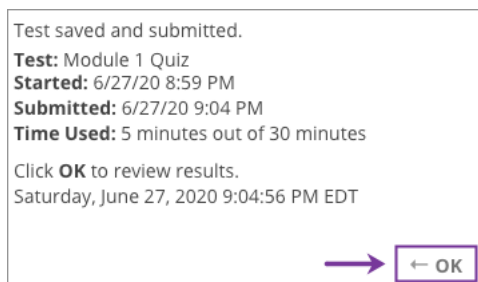 Test saved and submitted.
Test: Module 1 Quiz
Started: 6/27/20 8:59 PM
Submitted: 6/27/20 9:04 PM
Time Used: 5 minutes out of 30 minutes
Click OK to review results.
Saturday, June 27, 2020 9:04:56 PM EDT
← OK